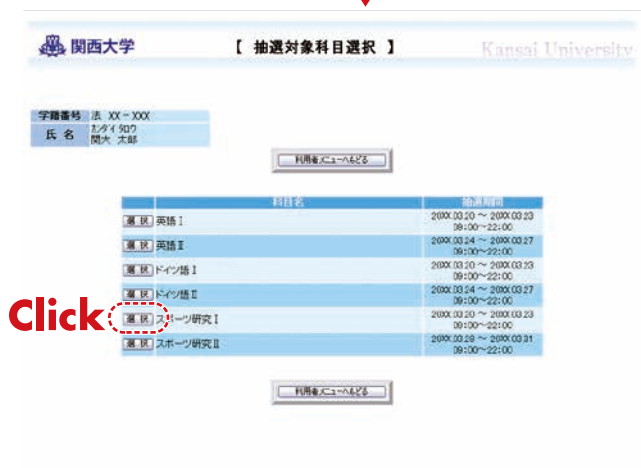 関西大学
【 抽選対象科目選択 】
Kansai University
学籍番号 法 XX-XXX
氏 名 カンダイ タロウ
関大 太郎
利用者メニューへもどる
科目名 抽選期間
選 択 英語Ⅰ 20XX.03.20 ～ 20XX.03.23
09:00～22:00
選 択 英語Ⅱ 20XX.03.24 ～ 20XX.03.27
09:00～22:00
選 択 ドイツ語Ⅰ 20XX.03.20 ～ 20XX.03.23
09:00～22:00
選 択 ドイツ語Ⅱ 20XX.03.24 ～ 20XX.03.27
09:00～22:00
Click 選 択 スポーツ研究Ⅰ 20XX.03.20 ～ 20XX.03.23
09:00～22:00
選 択 スポーツ研究Ⅱ 20XX.03.28 ～ 20XX.03.31
09:00～22:00
利用者メニューへもどる